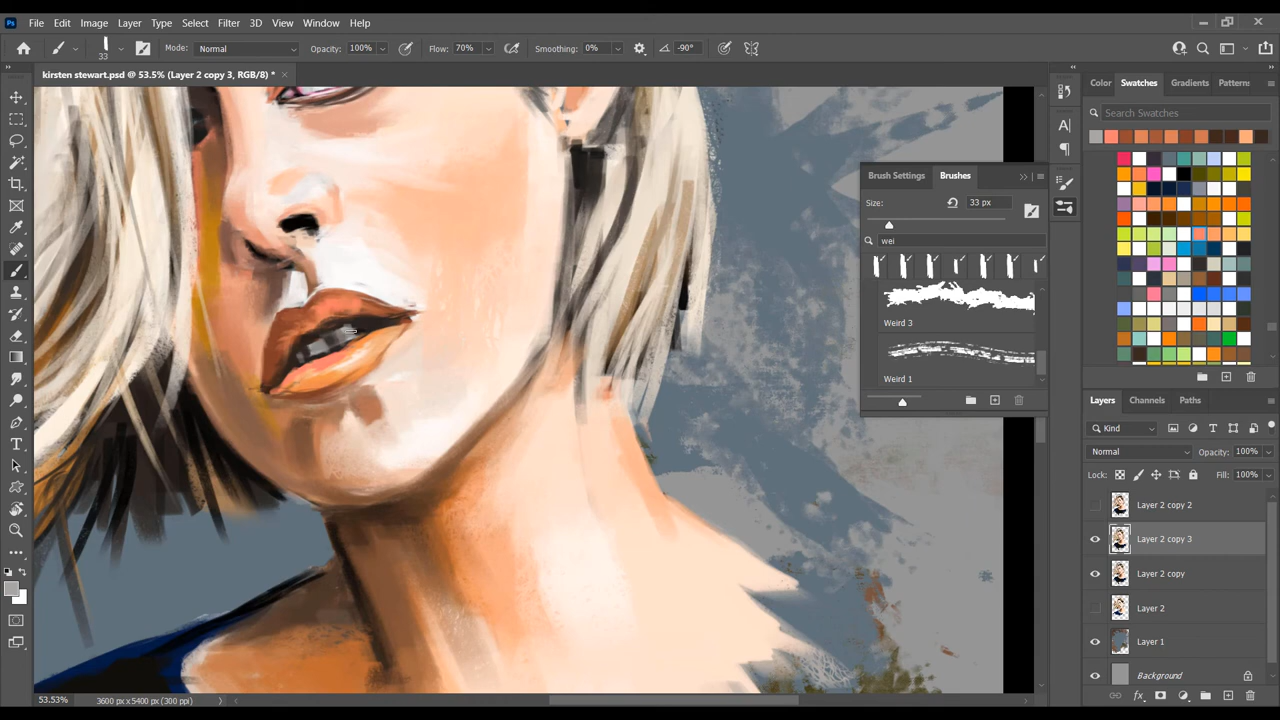 Ps File Edit Image Layer Type Select Filter 3D View Window Help
33 Mode: Normal Opacity: 100% Flow: 70% Smoothing: 0% -90°
kirsten stewart.psd @ 53.5% (Layer 2 copy 3, RGB/8) * ×
Color Swatches Gradients Pattern:
Search Swatches
Brush Settings Brushes
Size: 33 px
wei
Weird 3
Weird 1
Layers Channels Paths
Kind
Normal Opacity: 100%
Lock: Fill: 100%
Layer 2 copy 2
Layer 2 copy 3
Layer 2 copy
Layer 2
Layer 1
Background
53.53% 3600 px x 5400 px (300 ppi)